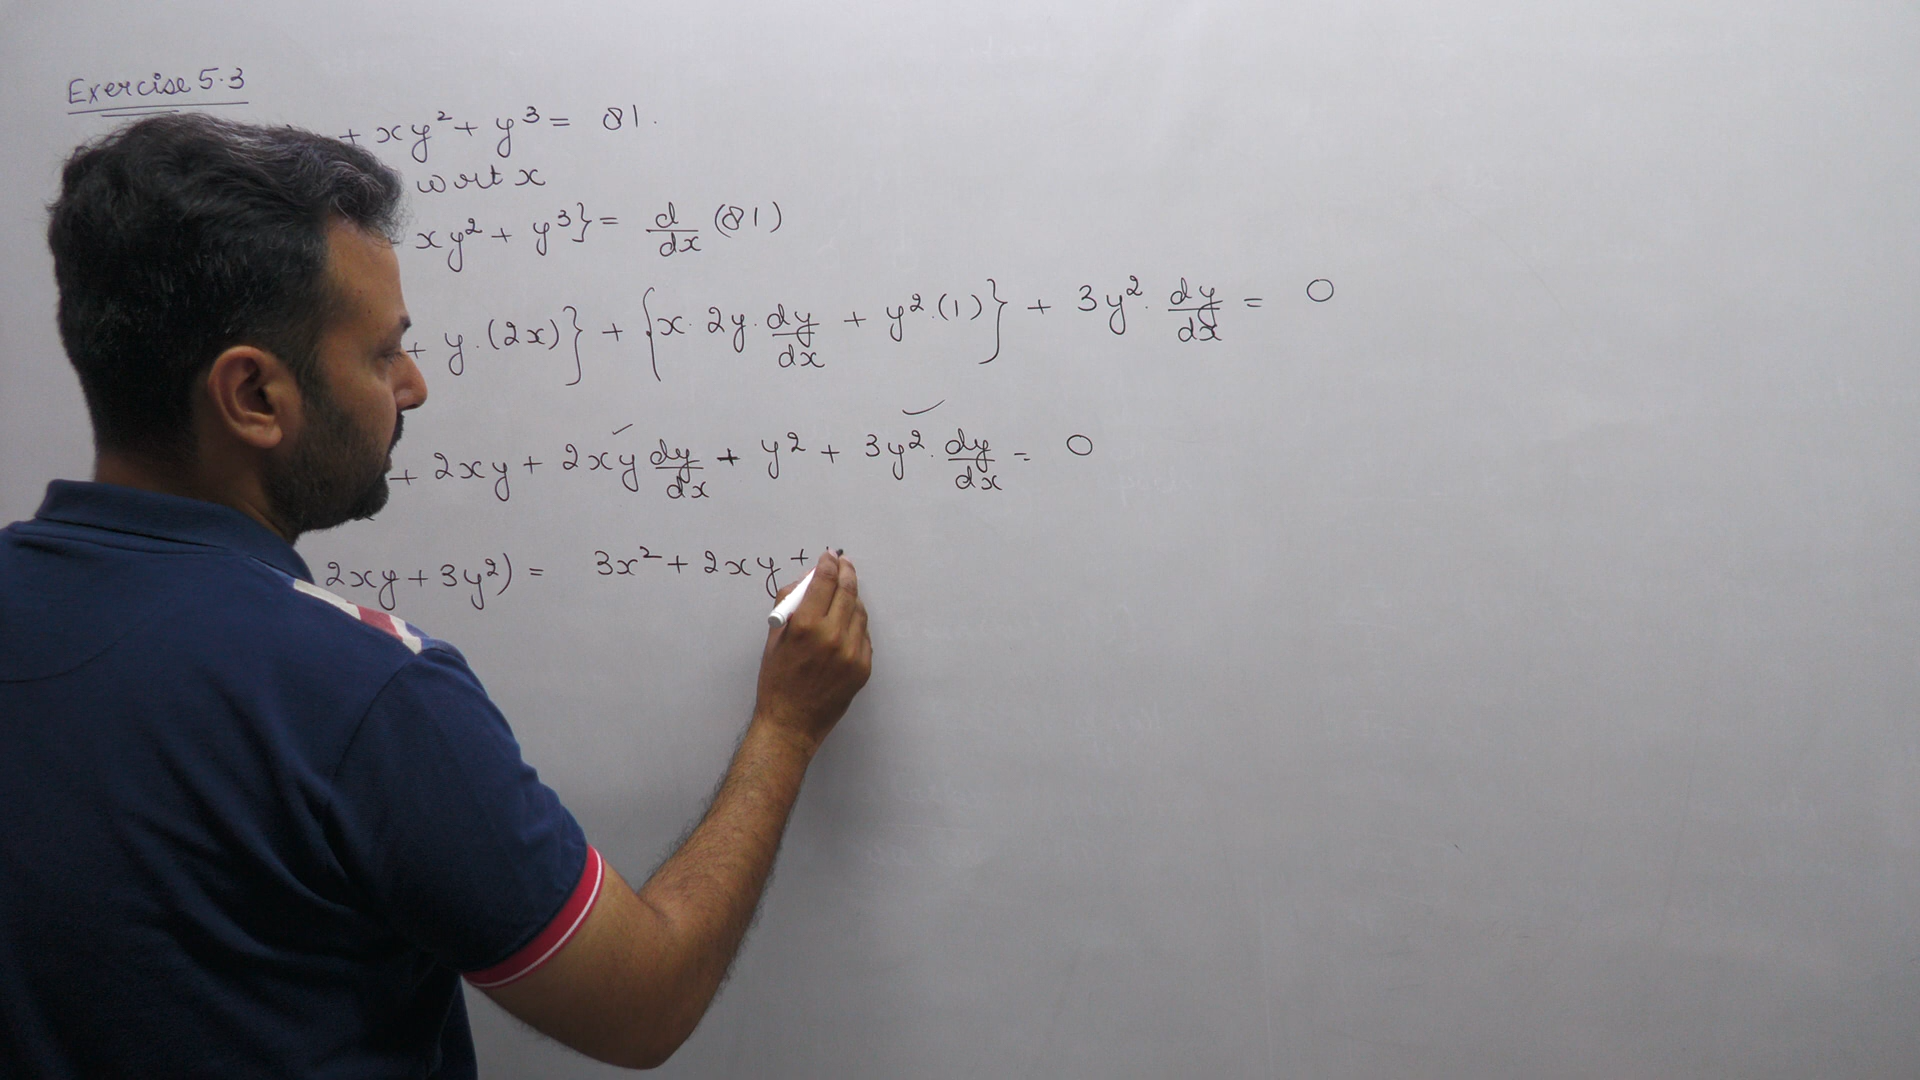 Exercise 5.3
+ xy² + y³ = 81.
wrt x
xy² + y³} = d/dx (81)
+ y.(2x)} + {x. 2y. dy/dx + y².(1)} + 3y². dy/dx = 0
+ 2xy + 2xy dy/dx + y² + 3y². dy/dx = 0
2xy + 3y²) = 3x² + 2xy +